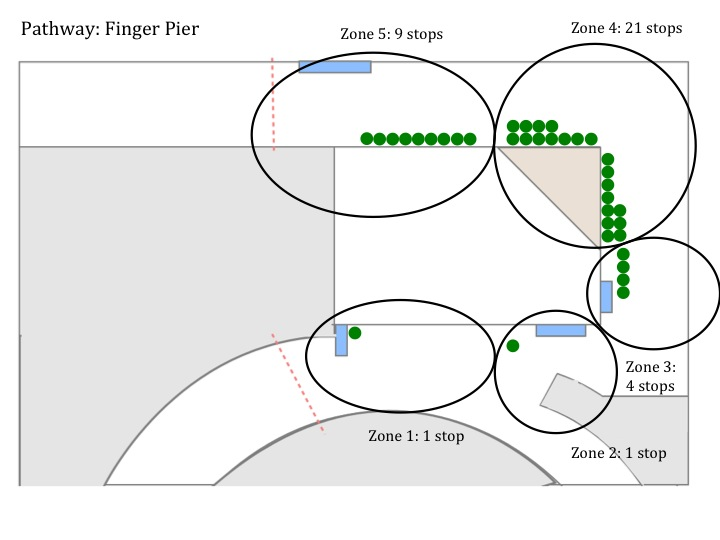 Pathway: Finger Pier
Zone 5: 9 stops
Zone 4: 21 stops
Zone 3:
4 stops
Zone 1: 1 stop
Zone 2: 1 stop